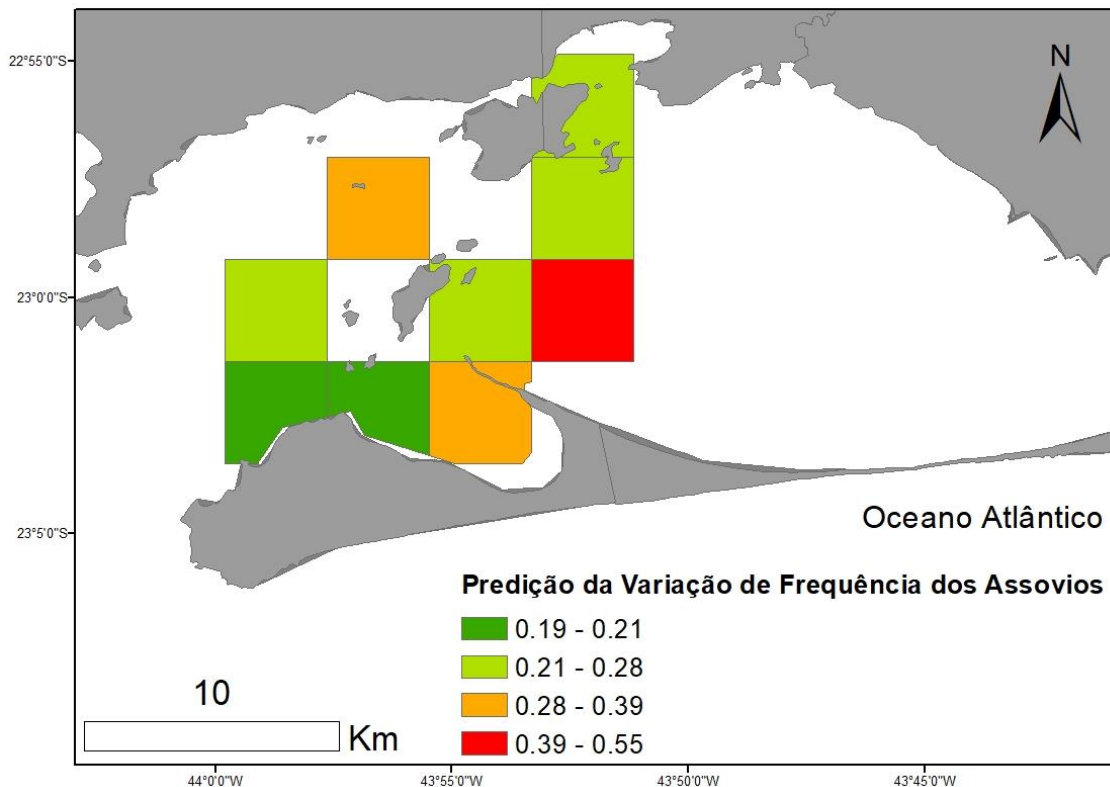 22°55'0"S
N
23°0'0"S
23°5'0"S
Oceano Atlântico
Predição da Variação de Frequência dos Assovios
0.19 - 0.21
0.21 - 0.28
0.28 - 0.39
0.39 - 0.55
10
Km
44°0'0"W
43°55'0"W
43°50'0"W
43°45'0"W